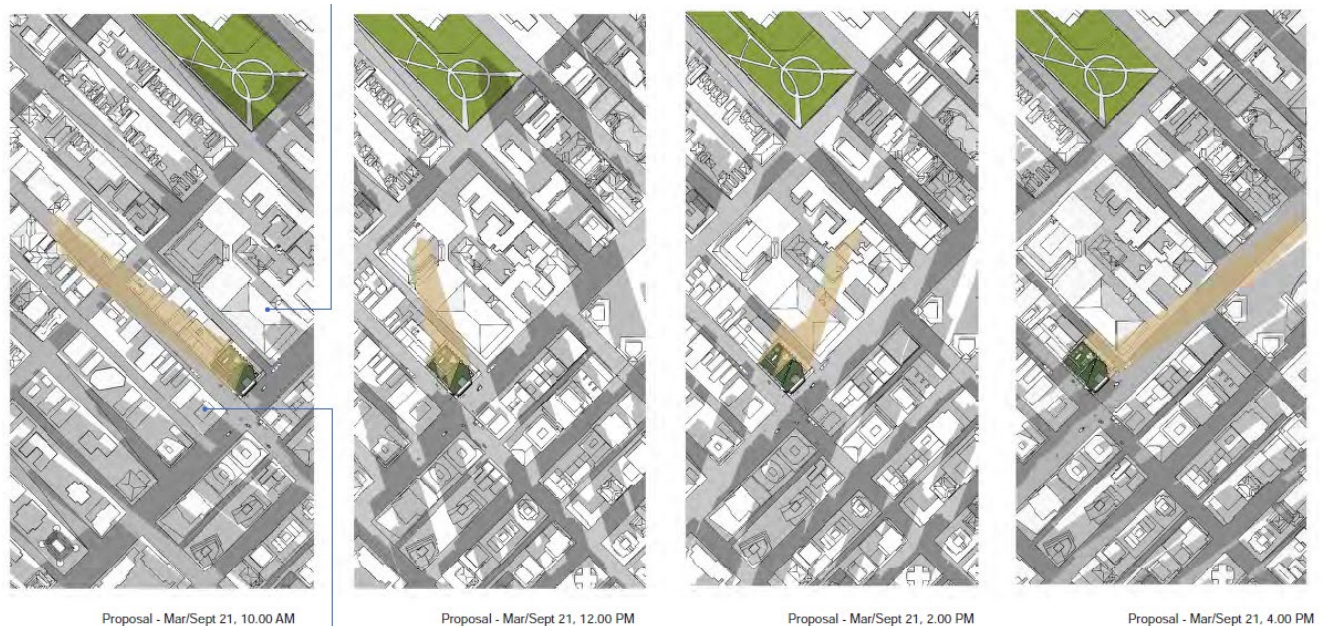 Proposal - Mar/Sept 21, 10.00 AM
Proposal - Mar/Sept 21, 12.00 PM
Proposal - Mar/Sept 21, 2.00 PM
Proposal - Mar/Sept 21, 4.00 PM